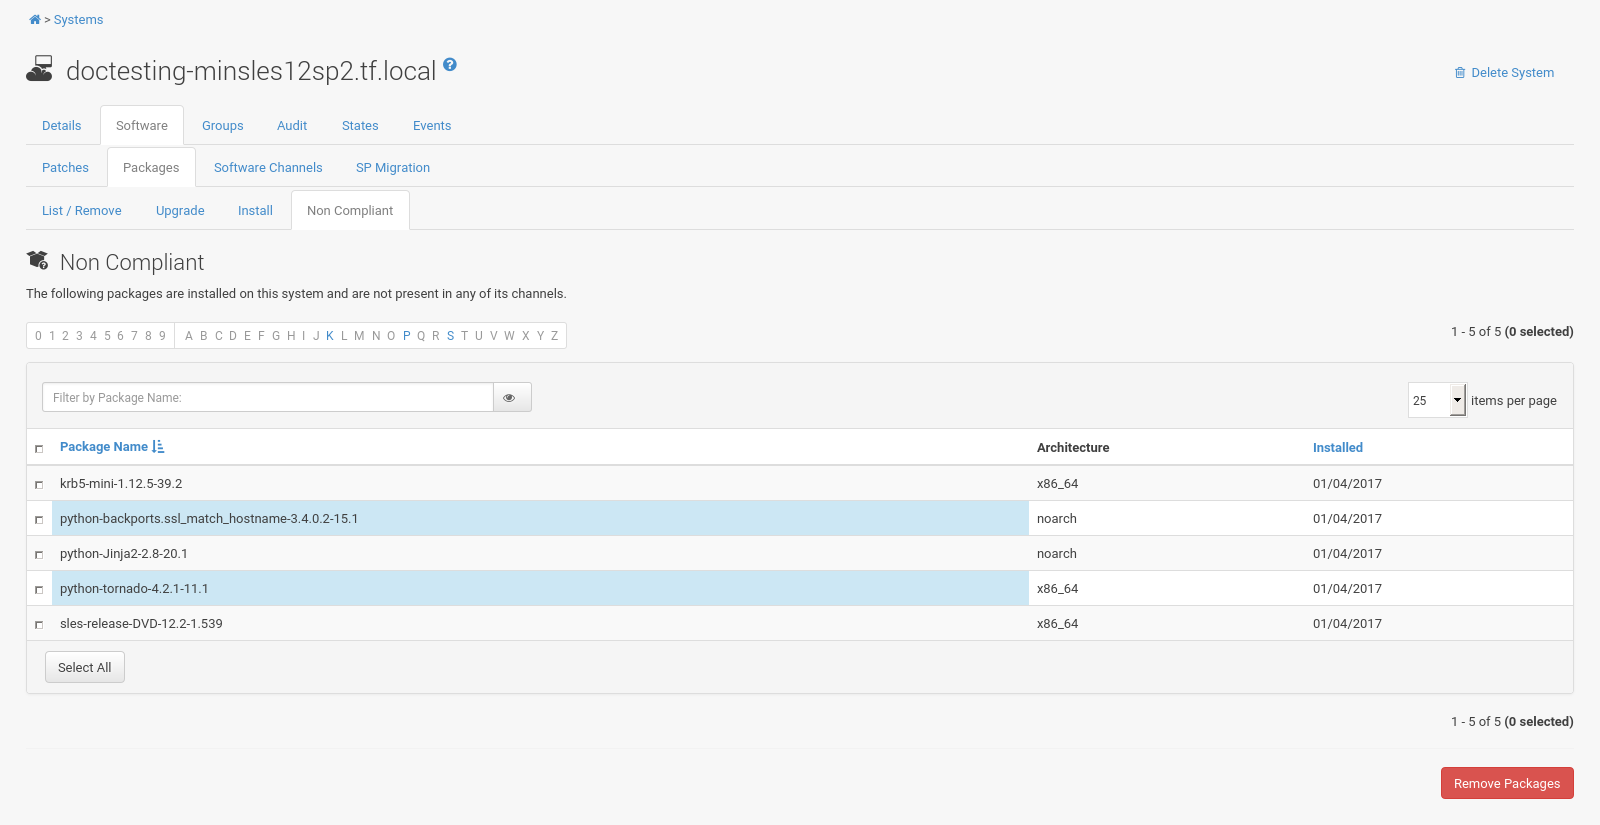 > Systems
doctesting-minsles12sp2.tf.local ?
Delete System
Details Software Groups Audit States Events
Patches Packages Software Channels SP Migration
List / Remove Upgrade Install Non Compliant
Non Compliant
The following packages are installed on this system and are not present in any of its channels.
0 1 2 3 4 5 6 7 8 9 A B C D E F G H I J K L M N O P Q R S T U V W X Y Z
1 - 5 of 5 (0 selected)
Filter by Package Name:
25 items per page
Package Name Architecture Installed
krb5-mini-1.12.5-39.2 x86_64 01/04/2017
python-backports.ssl_match_hostname-3.4.0.2-15.1 noarch 01/04/2017
python-Jinja2-2.8-20.1 noarch 01/04/2017
python-tornado-4.2.1-11.1 x86_64 01/04/2017
sles-release-DVD-12.2-1.539 x86_64 01/04/2017
Select All
1 - 5 of 5 (0 selected)
Remove Packages